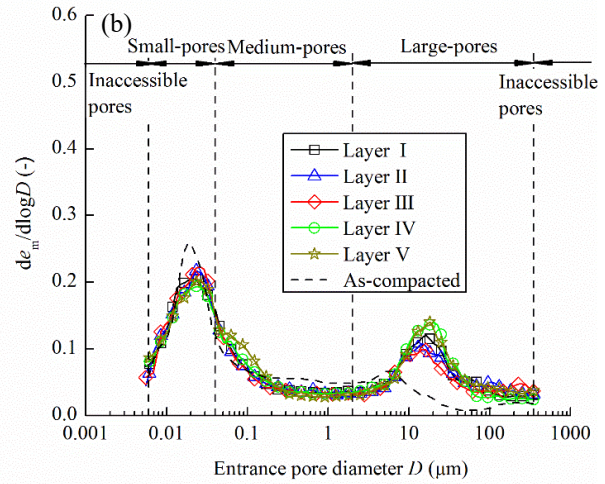 (b)
Small-pores Medium-pores Large-pores
Inaccessible pores
Inaccessible pores
Layer I
Layer II
Layer III
Layer IV
Layer V
As-compacted
0.6
0.5
0.4
0.3
0.2
0.1
0.0
de_m/dlogD (-)
0.001 0.01 0.1 1 10 100 1000
Entrance pore diameter D (μm)